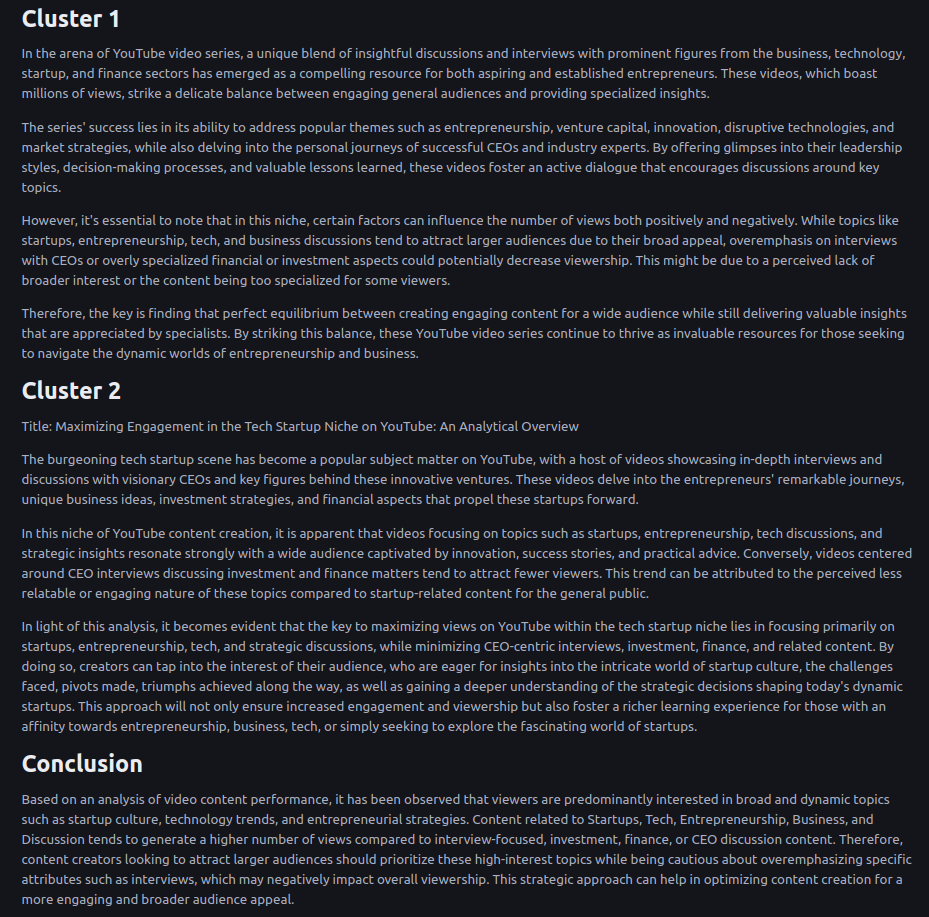 Cluster 1
In the arena of YouTube video series, a unique blend of insightful discussions and interviews with prominent figures from the business, technology,
startup, and finance sectors has emerged as a compelling resource for both aspiring and established entrepreneurs. These videos, which boast
millions of views, strike a delicate balance between engaging general audiences and providing specialized insights.
The series' success lies in its ability to address popular themes such as entrepreneurship, venture capital, innovation, disruptive technologies, and
market strategies, while also delving into the personal journeys of successful CEOs and industry experts. By offering glimpses into their leadership
styles, decision-making processes, and valuable lessons learned, these videos foster an active dialogue that encourages discussions around key
topics.
However, it's essential to note that in this niche, certain factors can influence the number of views both positively and negatively. While topics like
startups, entrepreneurship, tech, and business discussions tend to attract larger audiences due to their broad appeal, overemphasis on interviews
with CEOs or overly specialized financial or investment aspects could potentially decrease viewership. This might be due to a perceived lack of
broader interest or the content being too specialized for some viewers.
Therefore, the key is finding that perfect equilibrium between creating engaging content for a wide audience while still delivering valuable insights
that are appreciated by specialists. By striking this balance, these YouTube video series continue to thrive as invaluable resources for those seeking
to navigate the dynamic worlds of entrepreneurship and business.
Cluster 2
Title: Maximizing Engagement in the Tech Startup Niche on YouTube: An Analytical Overview
The burgeoning tech startup scene has become a popular subject matter on YouTube, with a host of videos showcasing in-depth interviews and
discussions with visionary CEOs and key figures behind these innovative ventures. These videos delve into the entrepreneurs' remarkable journeys,
unique business ideas, investment strategies, and financial aspects that propel these startups forward.
In this niche of YouTube content creation, it is apparent that videos focusing on topics such as startups, entrepreneurship, tech discussions, and
strategic insights resonate strongly with a wide audience captivated by innovation, success stories, and practical advice. Conversely, videos centered
around CEO interviews discussing investment and finance matters tend to attract fewer viewers. This trend can be attributed to the perceived less
relatable or engaging nature of these topics compared to startup-related content for the general public.
In light of this analysis, it becomes evident that the key to maximizing views on YouTube within the tech startup niche lies in focusing primarily on
startups, entrepreneurship, tech, and strategic discussions, while minimizing CEO-centric interviews, investment, finance, and related content. By
doing so, creators can tap into the interest of their audience, who are eager for insights into the intricate world of startup culture, the challenges
faced, pivots made, triumphs achieved along the way, as well as gaining a deeper understanding of the strategic decisions shaping today's dynamic
startups. This approach will not only ensure increased engagement and viewership but also foster a richer learning experience for those with an
affinity towards entrepreneurship, business, tech, or simply seeking to explore the fascinating world of startups.
Conclusion
Based on an analysis of video content performance, it has been observed that viewers are predominantly interested in broad and dynamic topics
such as startup culture, technology trends, and entrepreneurial strategies. Content related to Startups, Tech, Entrepreneurship, Business, and
Discussion tends to generate a higher number of views compared to interview-focused, investment, finance, or CEO discussion content. Therefore,
content creators looking to attract larger audiences should prioritize these high-interest topics while being cautious about overemphasizing specific
attributes such as interviews, which may negatively impact overall viewership. This strategic approach can help in optimizing content creation for a
more engaging and broader audience appeal.